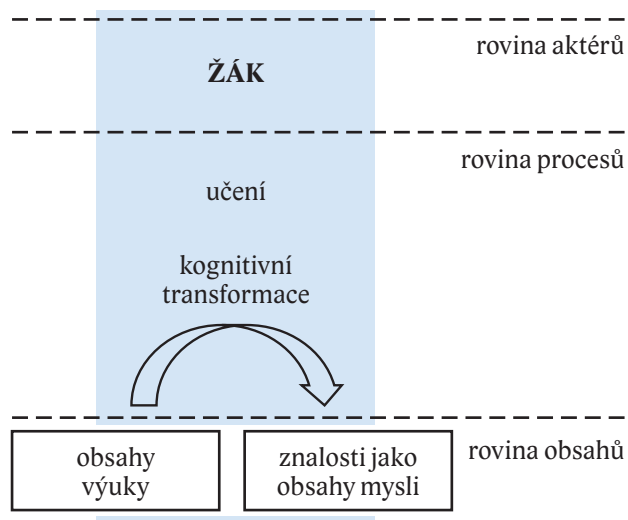 rovina aktérů
ŽÁK
rovina procesů
učení
kognitivní
transformace
obsahy
výuky
znalosti jako
obsahy mysli
rovina obsahů